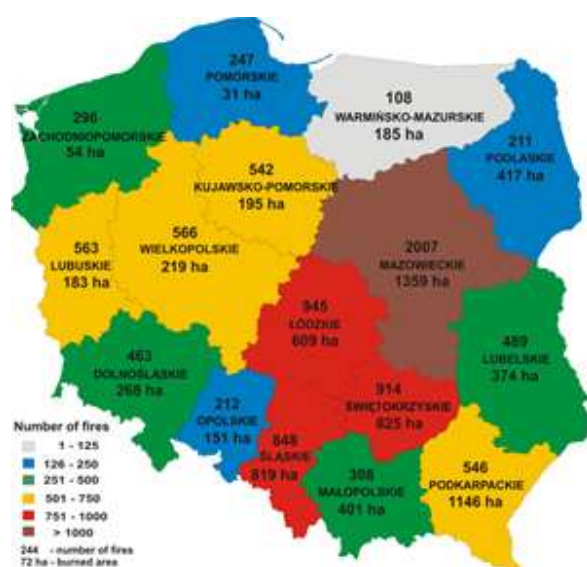 247
POMORSKIE
31 ha
108
WARMIŃSKO-MAZURSKIE
185 ha
296
ZACHODNIOPOMORSKIE
54 ha
211
PODLASKIE
417 ha
542
KUJAWSKO-POMORSKIE
195 ha
566
WIELKOPOLSKIE
219 ha
563
LUBUSKIE
183 ha
2007
MAZOWIECKIE
1359 ha
945
ŁÓDZKIE
609 ha
489
LUBELSKIE
374 ha
463
DOLNOŚLĄSKIE
268 ha
212
OPOLSKIE
151 ha
914
ŚWIĘTOKRZYSKIE
825 ha
848
ŚLĄSKIE
819 ha
308
MAŁOPOLSKIE
401 ha
546
PODKARPACKIE
1146 ha
Number of fires
1 - 125
126 - 250
251 - 500
501 - 750
751 - 1000
> 1000
244 - number of fires
72 ha - burned area